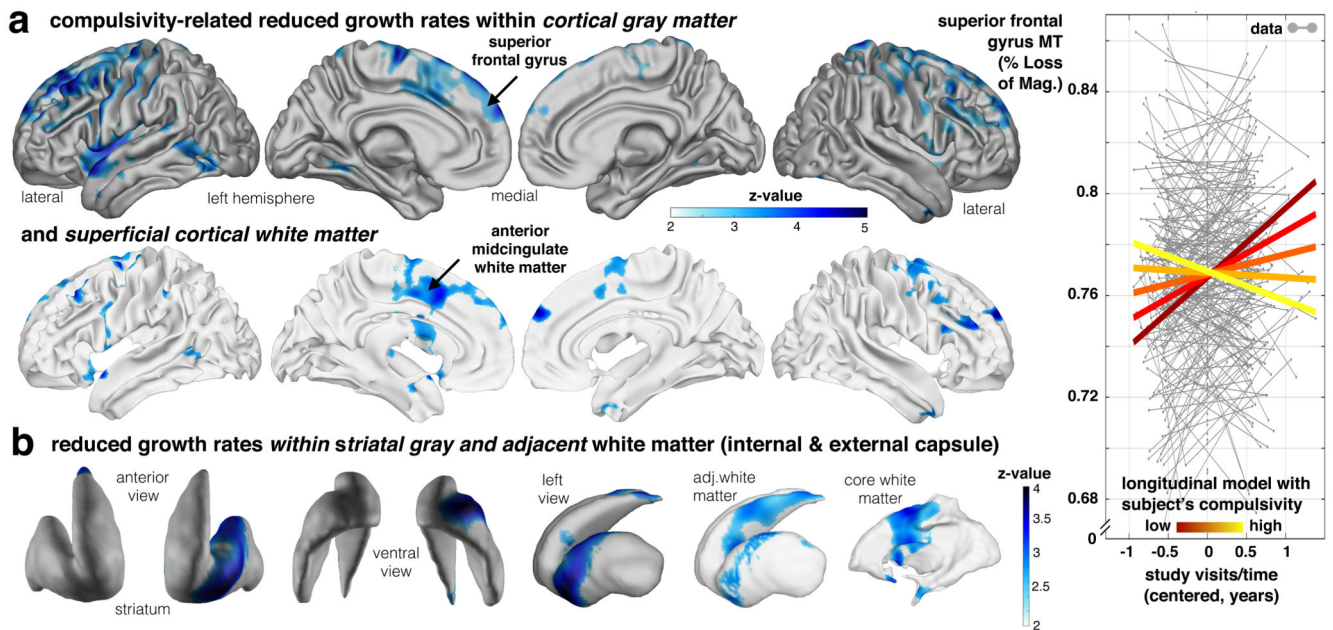 a compulsivity-related reduced growth rates within cortical gray matter
superior
frontal gyrus
lateral
left hemisphere
medial
lateral
z-value
2
3
4
5
and superficial cortical white matter
anterior
midcingulate
white matter
b reduced growth rates within striatal gray and adjacent white matter (internal & external capsule)
anterior
view
striatum
ventral
view
left
view
adj.white
matter
core white
matter
z-value
4
3.5
3
2.5
2
superior frontal
gyrus MT
(% Loss
of Mag.)
data
0.84
0.8
0.76
0.72
0.68
0
longitudinal model with
subject's compulsivity
low high
-1 -0.5 0 0.5 1
study visits/time
(centered, years)